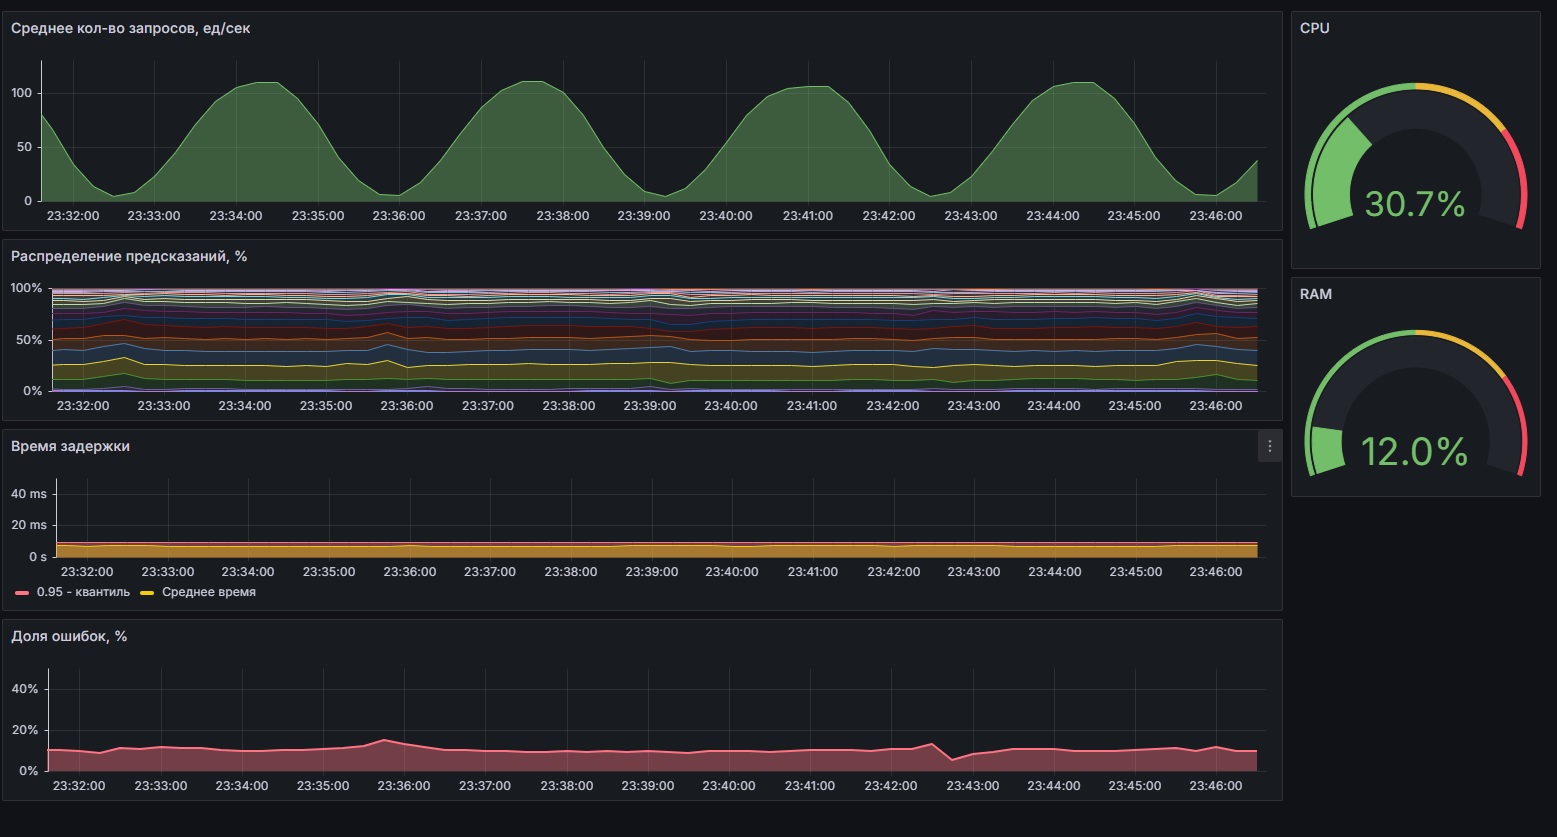 Среднее кол-во запросов, ед/сек
100
50
0
23:32:00 23:33:00 23:34:00 23:35:00 23:36:00 23:37:00 23:38:00 23:39:00 23:40:00 23:41:00 23:42:00 23:43:00 23:44:00 23:45:00 23:46:00
Распределение предсказаний, %
100%
50%
0%
23:32:00 23:33:00 23:34:00 23:35:00 23:36:00 23:37:00 23:38:00 23:39:00 23:40:00 23:41:00 23:42:00 23:43:00 23:44:00 23:45:00 23:46:00
Время задержки
40 ms
20 ms
0 s
23:32:00 23:33:00 23:34:00 23:35:00 23:36:00 23:37:00 23:38:00 23:39:00 23:40:00 23:41:00 23:42:00 23:43:00 23:44:00 23:45:00 23:46:00
0.95 - квантиль Среднее время
Доля ошибок, %
40%
20%
0%
23:32:00 23:33:00 23:34:00 23:35:00 23:36:00 23:37:00 23:38:00 23:39:00 23:40:00 23:41:00 23:42:00 23:43:00 23:44:00 23:45:00 23:46:00
CPU
30.7%
RAM
12.0%